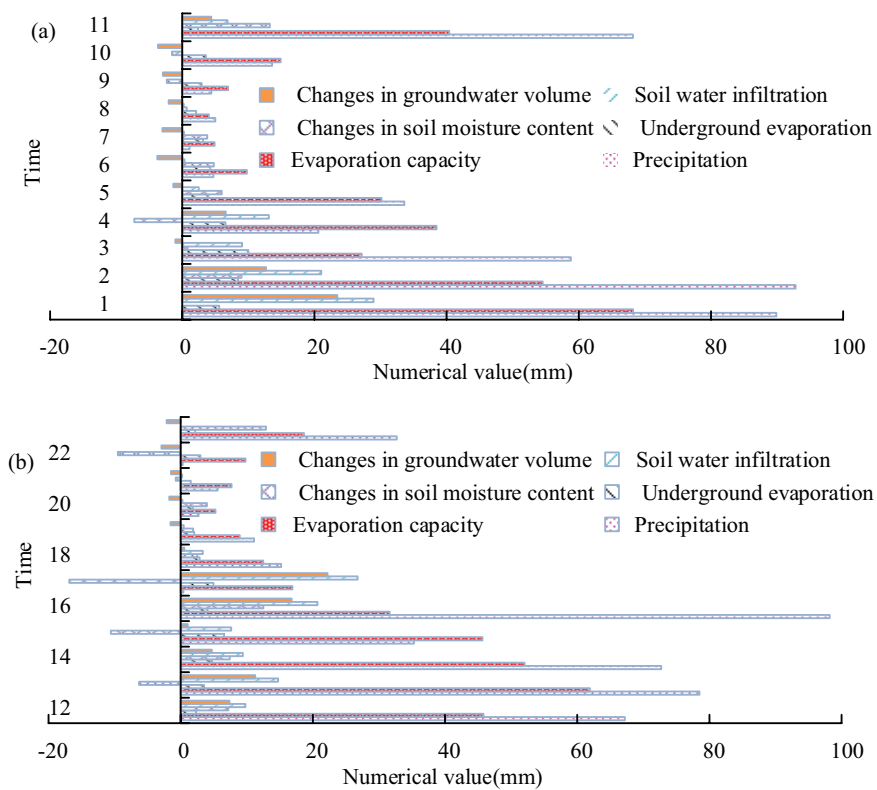 (a)
11
10
9
8
7
6
5
4
3
2
1
Time
Changes in groundwater volume
Soil water infiltration
Changes in soil moisture content
Underground evaporation
Evaporation capacity
Precipitation
-20 0 20 40 60 80 100
Numerical value(mm)
(b)
22
20
18
16
14
12
Time
Changes in groundwater volume
Soil water infiltration
Changes in soil moisture content
Underground evaporation
Evaporation capacity
Precipitation
-20 0 20 40 60 80 100
Numerical value(mm)